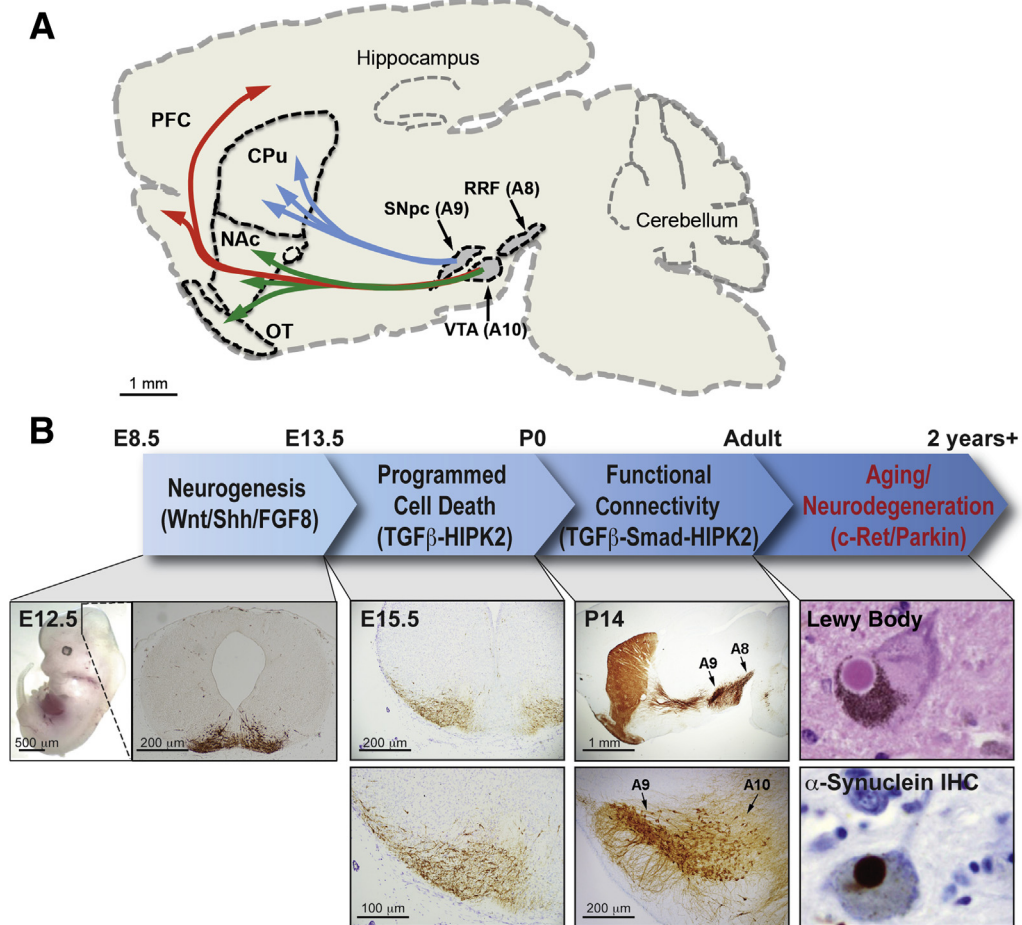 A
Hippocampus
PFC
CPu
RRF (A8)
SNpc (A9)
Cerebellum
NAc
OT
VTA (A10)
1 mm
B
E8.5 E13.5 P0 Adult 2 years+
Neurogenesis
(Wnt/Shh/FGF8)
Programmed
Cell Death
(TGFβ-HIPK2)
Functional
Connectivity
(TGFβ-Smad-HIPK2)
Aging/
Neurodegeneration
(c-Ret/Parkin)
E12.5
500 μm
200 μm
E15.5
200 μm
P14
A9
A8
1 mm
Lewy Body
100 μm
A9
A10
200 μm
α-Synuclein IHC